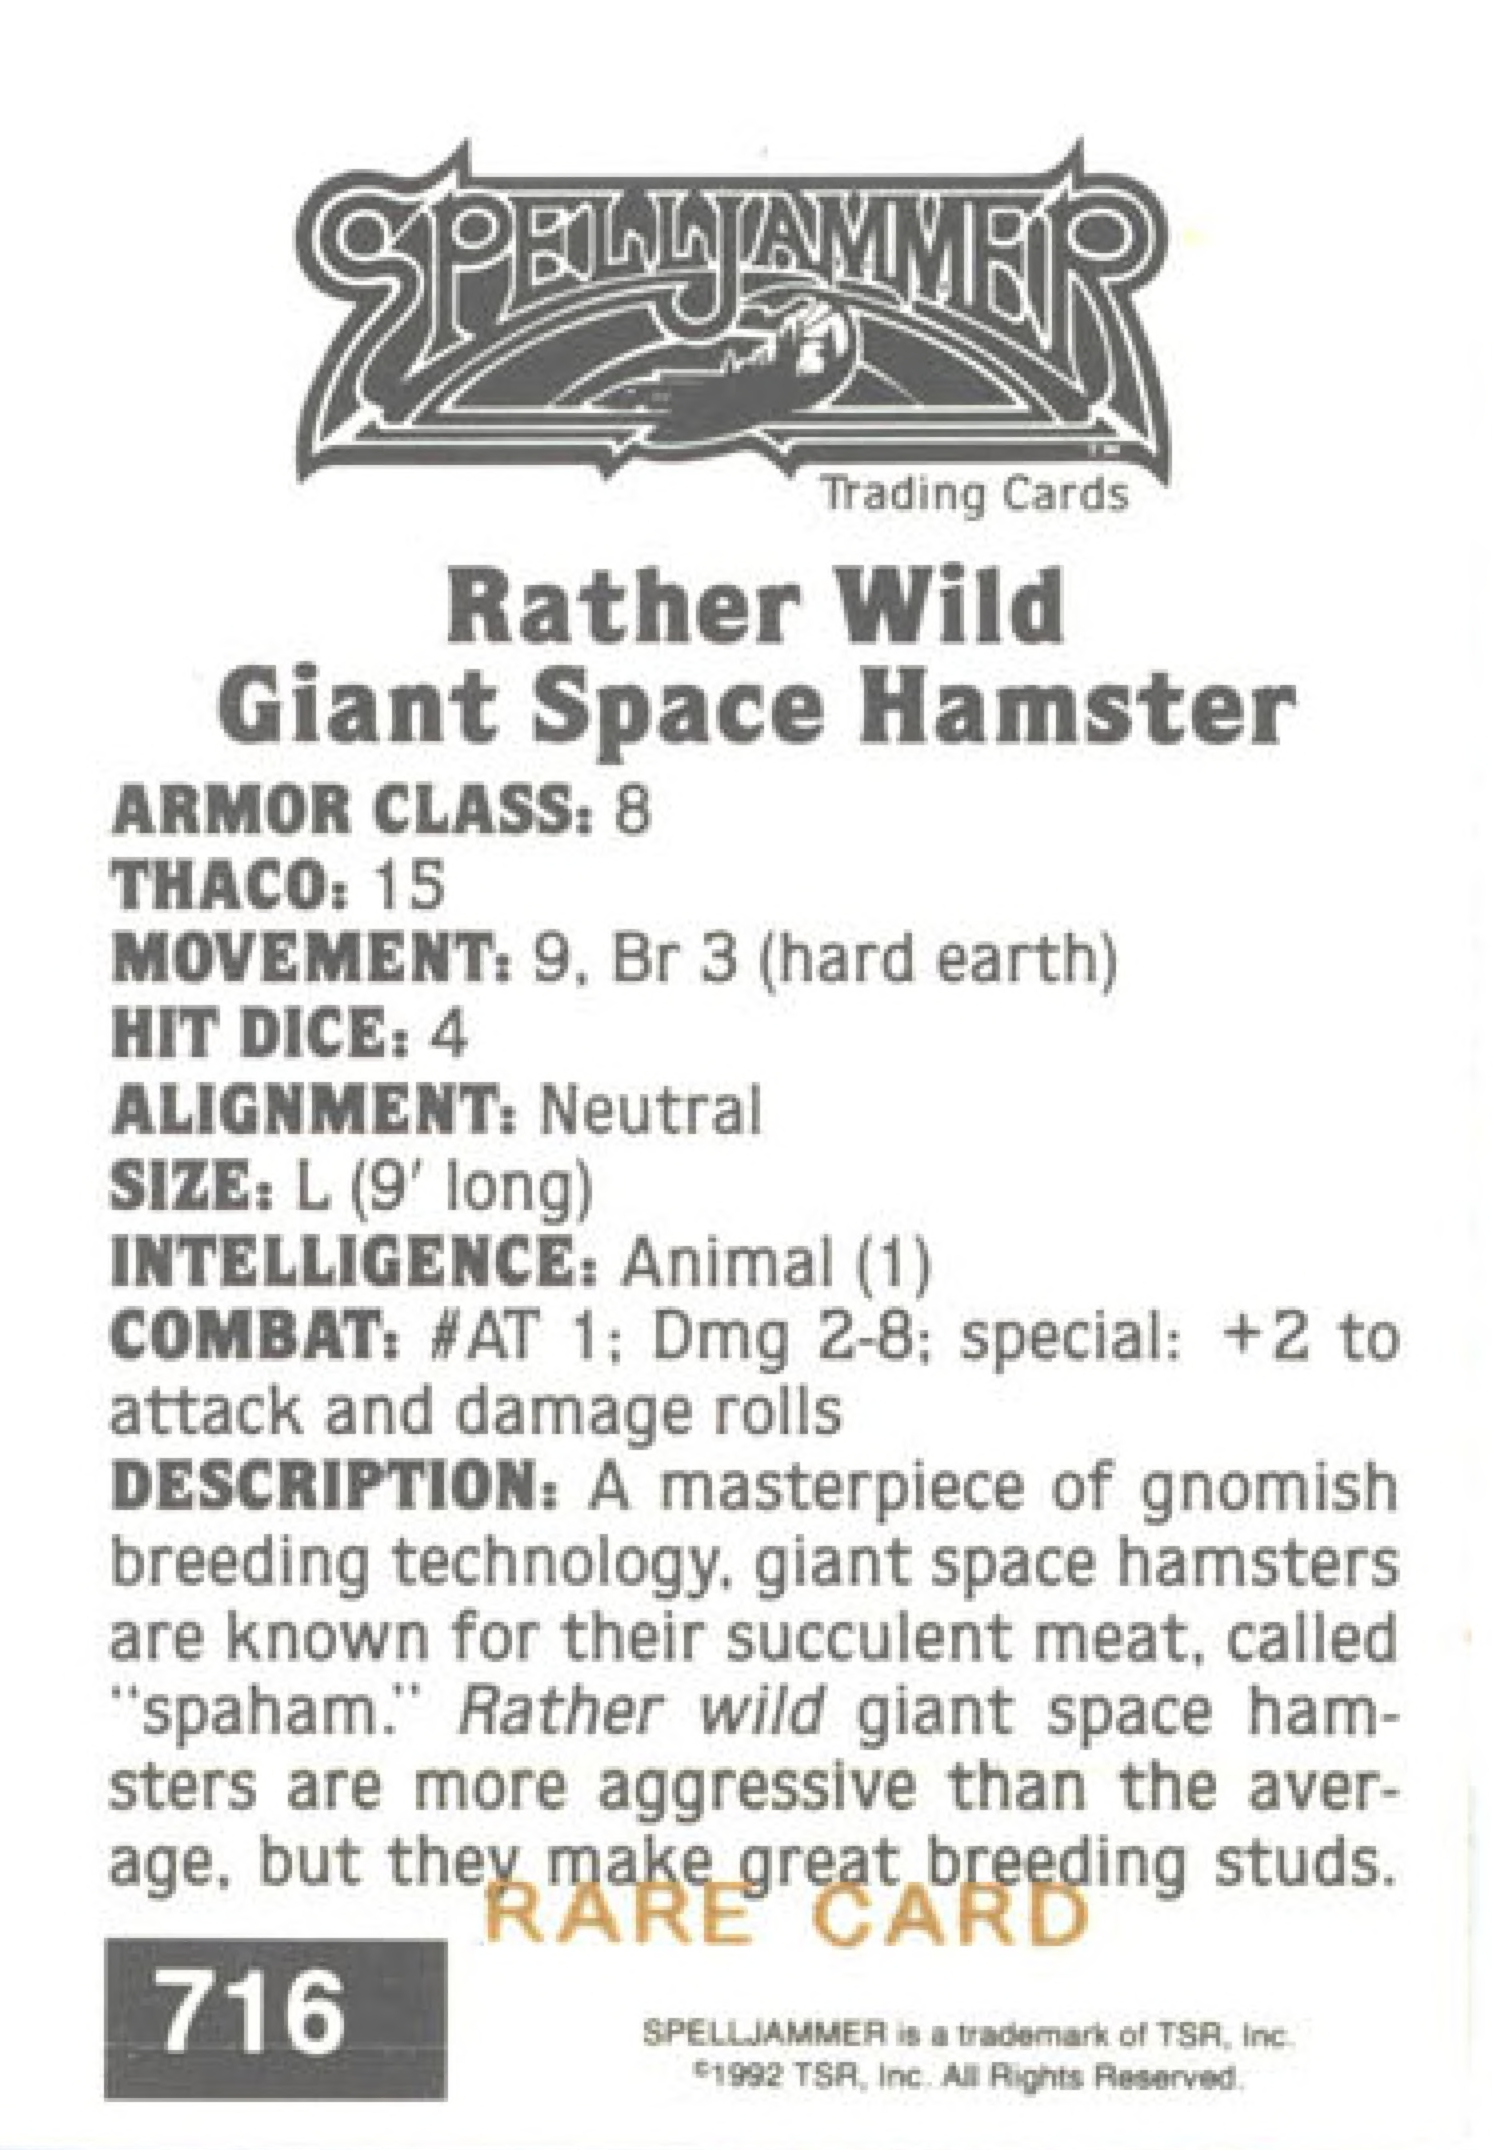 SPELLJAMMER
TM
Trading Cards
Rather Wild
Giant Space Hamster
ARMOR CLASS: 8
THACO: 15
MOVEMENT: 9, Br 3 (hard earth)
HIT DICE: 4
ALIGNMENT: Neutral
SIZE: L (9' long)
INTELLIGENCE: Animal (1)
COMBAT: #AT 1; Dmg 2-8; special: +2 to
attack and damage rolls
DESCRIPTION: A masterpiece of gnomish
breeding technology, giant space hamsters
are known for their succulent meat, called
"spaham." Rather wild giant space ham-
sters are more aggressive than the aver-
age, but they make great breeding studs.
RARE CARD
716
SPELLJAMMER is a trademark of TSR, Inc.
©1992 TSR, Inc. All Rights Reserved.